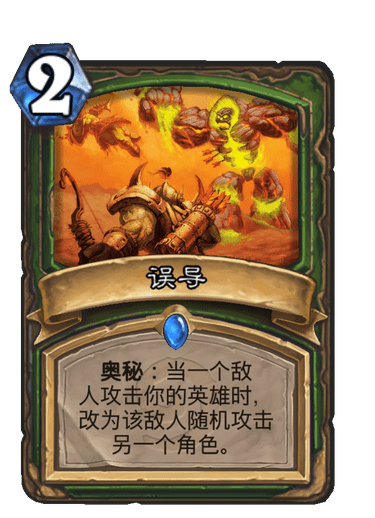 2
误导
奥秘：当一个敌
人攻击你的英雄时，
改为该敌人随机攻击
另一个角色。